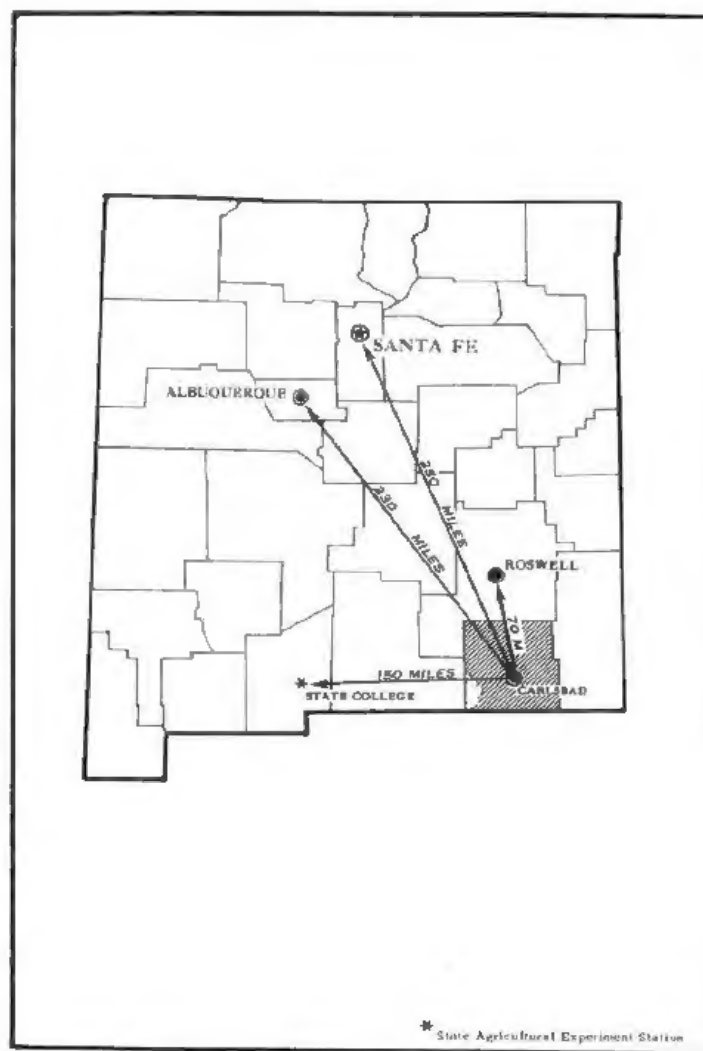 SANTA FE
ALBUQUERQUE
250 MILES
230 MILES
ROSWELL
70 M
150 MILES
* STATE COLLEGE
CARLSBAD
* State Agricultural Experiment Station